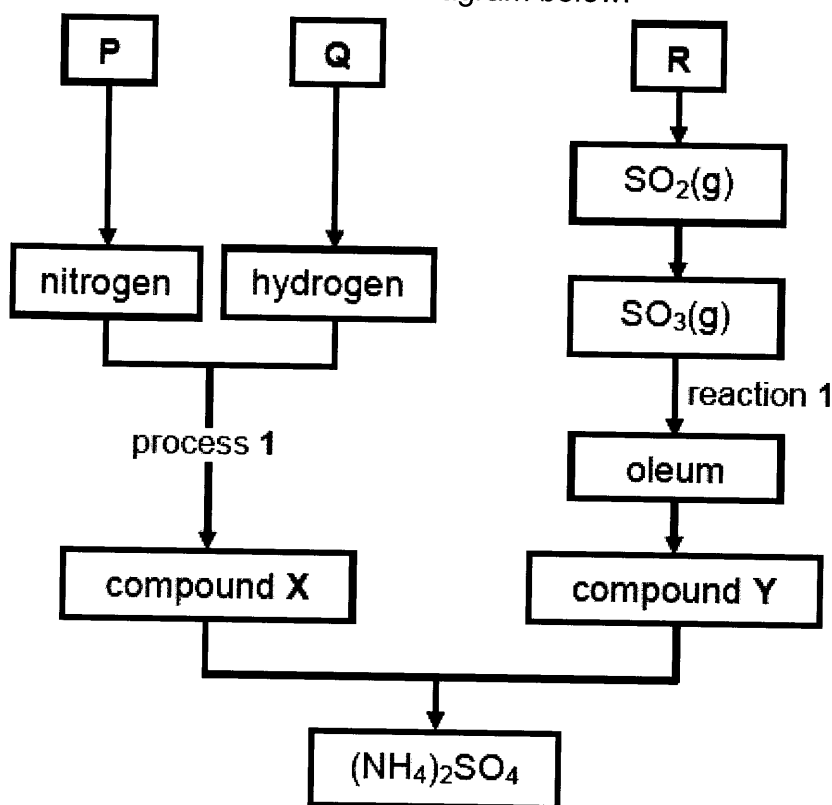 P
Q
R
SO₂(g)
nitrogen
hydrogen
SO₃(g)
reaction 1
process 1
oleum
compound X
compound Y
(NH₄)₂SO₄